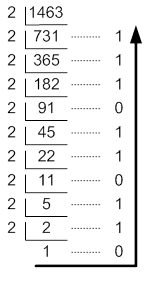 2 1463
2 731 ......... 1
2 365 ......... 1
2 182 ......... 1
2 91 ......... 0
2 45 ......... 1
2 22 ......... 1
2 11 ......... 0
2 5 ......... 1
2 2 ......... 1
1 ......... 0